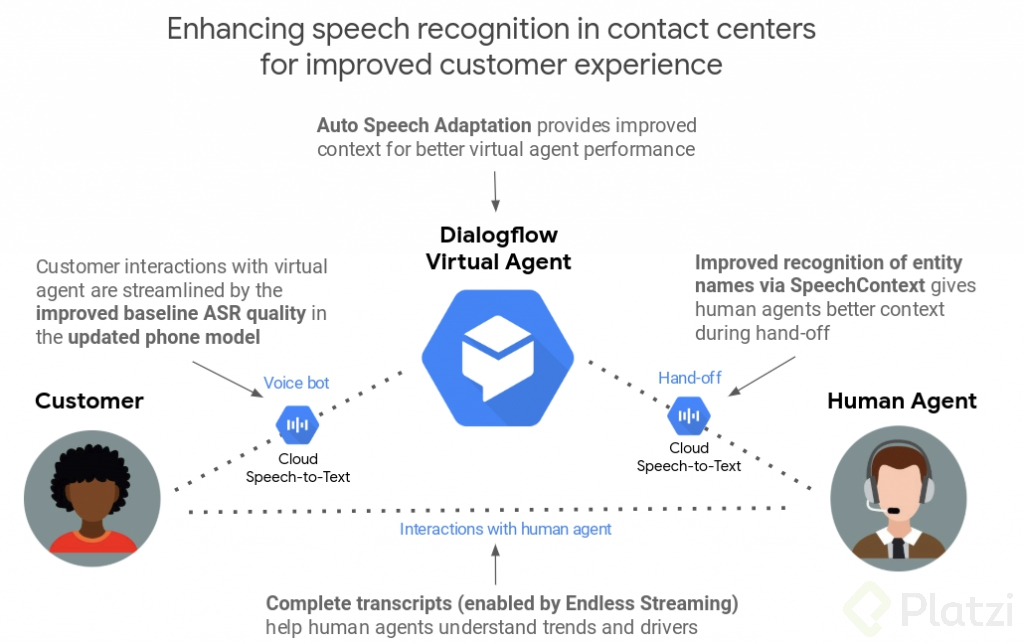 Enhancing speech recognition in contact centers
for improved customer experience
Auto Speech Adaptation provides improved
context for better virtual agent performance
Dialogflow
Virtual Agent
Customer interactions with virtual
agent are streamlined by the
improved baseline ASR quality in
the updated phone model
Improved recognition of entity
names via SpeechContext gives
human agents better context
during hand-off
Voice bot
Hand-off
Customer
Human Agent
Cloud
Speech-to-Text
Cloud
Speech-to-Text
Interactions with human agent
Complete transcripts (enabled by Endless Streaming)
help human agents understand trends and drivers
Platzi